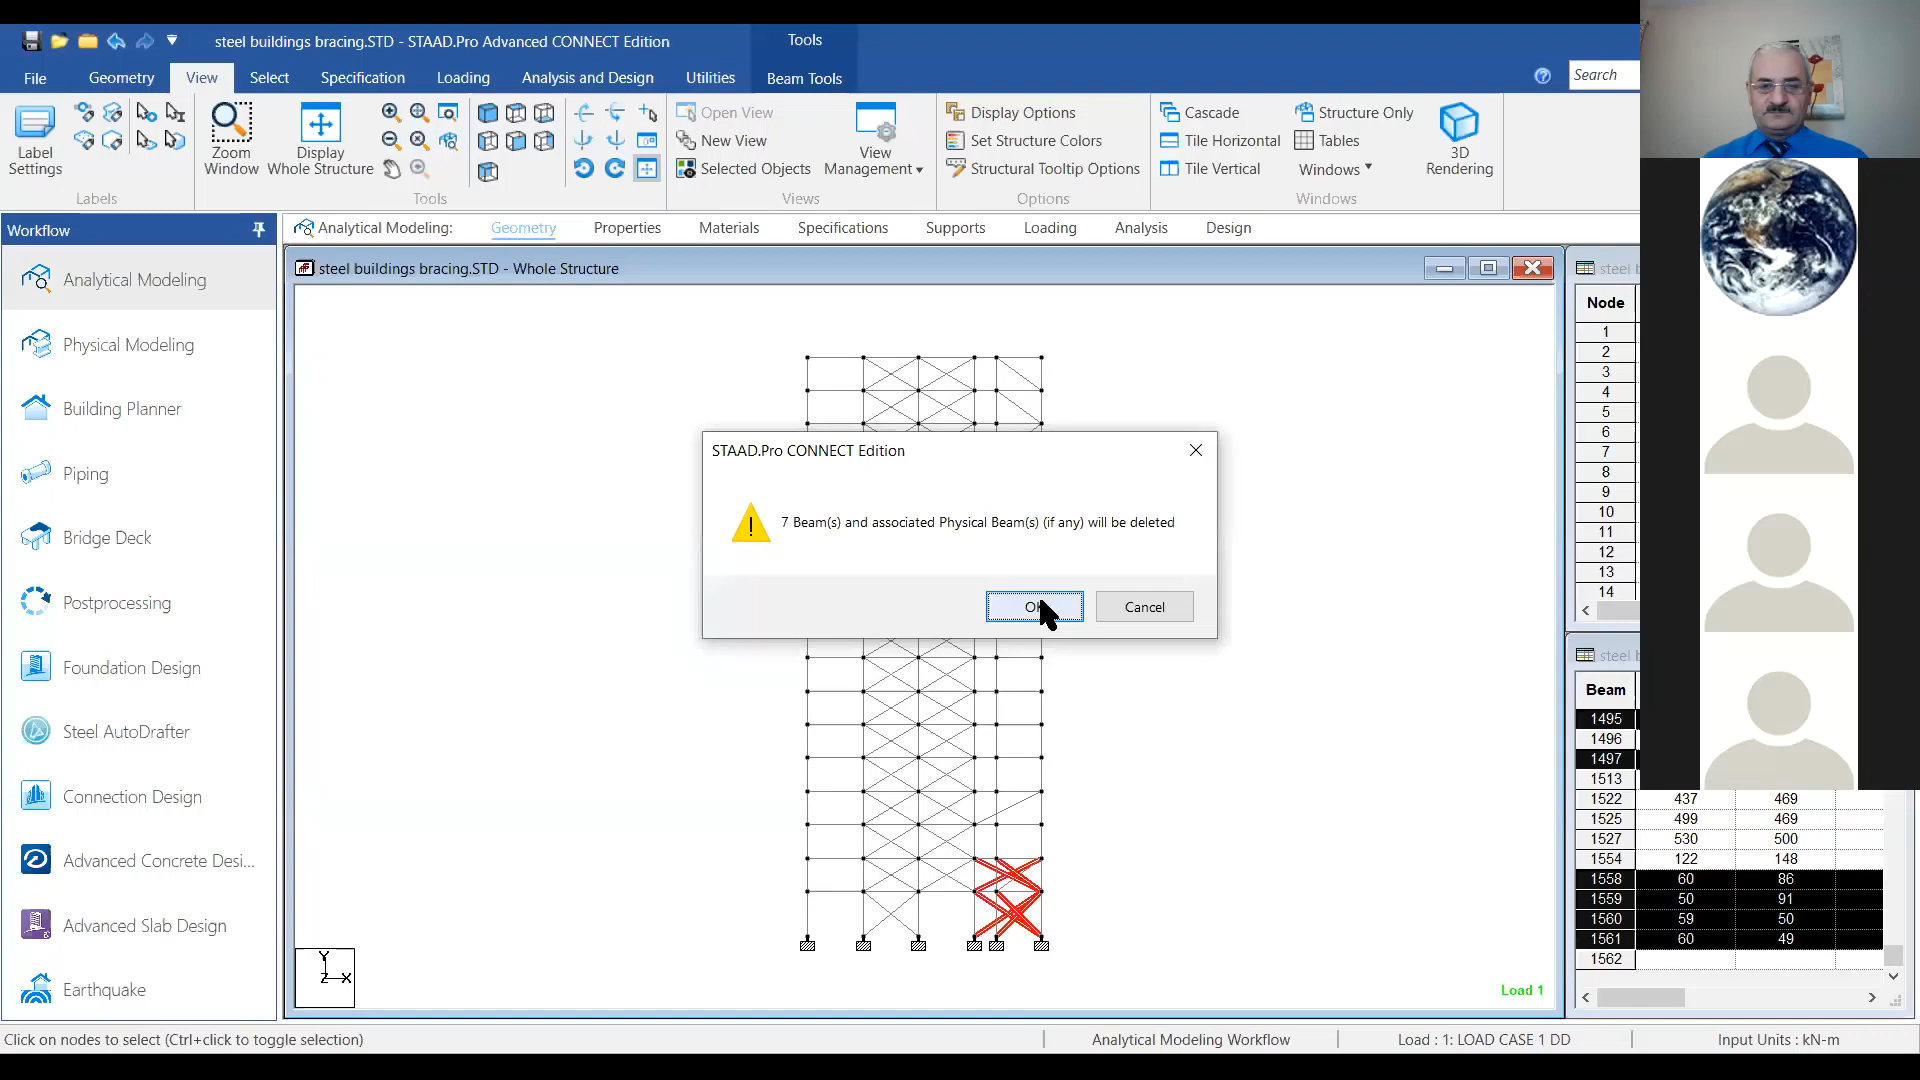 steel buildings bracing.STD - STAAD.Pro Advanced CONNECT Edition
Tools
File
Geometry
View
Select
Specification
Loading
Analysis and Design
Utilities
Beam Tools
Search
Label Settings
Labels
Zoom Window
Display Whole Structure
Tools
Open View
New View
Selected Objects
View Management
Views
Display Options
Set Structure Colors
Structural Tooltip Options
Options
Cascade
Tile Horizontal
Tile Vertical
Structure Only
Tables
Windows
3D Rendering
Windows
Workflow
Analytical Modeling
Physical Modeling
Building Planner
Piping
Bridge Deck
Postprocessing
Foundation Design
Steel AutoDrafter
Connection Design
Advanced Concrete Desi...
Advanced Slab Design
Earthquake
Analytical Modeling:
Geometry
Properties
Materials
Specifications
Supports
Loading
Analysis
Design
steel buildings bracing.STD - Whole Structure
STAAD.Pro CONNECT Edition
7 Beam(s) and associated Physical Beam(s) (if any) will be deleted
Cancel
Y
Z
X
Load 1
steel
Node
1
2
3
4
5
6
7
8
9
10
11
12
13
14
steel
Beam
1495
1496
1497
1513
1522 437 469
1525 499 469
1527 530 500
1554 122 148
1558 60 86
1559 50 91
1560 59 50
1561 60 49
1562
Click on nodes to select (Ctrl+click to toggle selection)
Analytical Modeling Workflow
Load : 1: LOAD CASE 1 DD
Input Units : kN-m